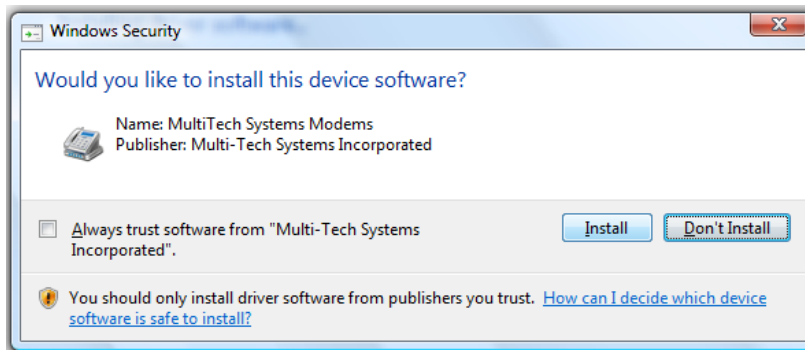 Windows Security
Would you like to install this device software?
Name: MultiTech Systems Modems
Publisher: Multi-Tech Systems Incorporated
Always trust software from "Multi-Tech Systems
Incorporated".
Install
Don't Install
You should only install driver software from publishers you trust. How can I decide which device
software is safe to install?